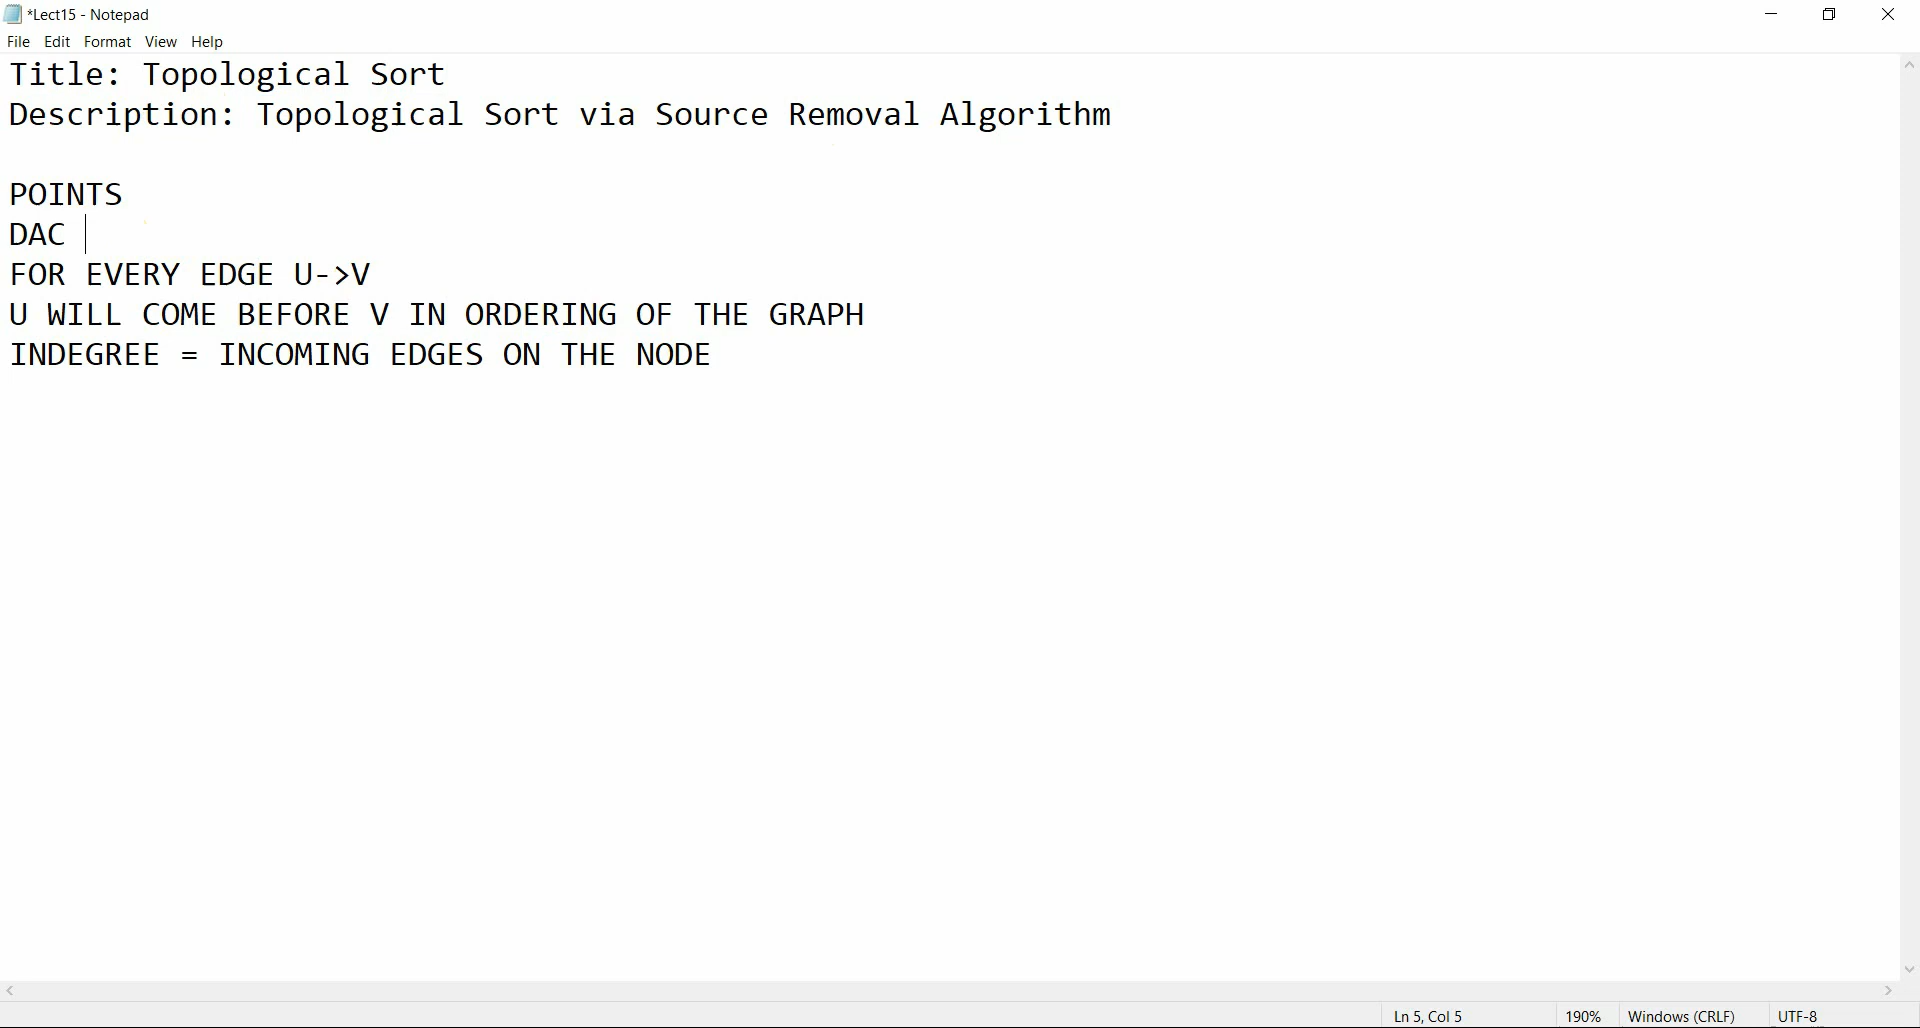 *Lect15 - Notepad
File Edit Format View Help
Title: Topological Sort
Description: Topological Sort via Source Removal Algorithm
POINTS
DAC
FOR EVERY EDGE U->V
U WILL COME BEFORE V IN ORDERING OF THE GRAPH
INDEGREE = INCOMING EDGES ON THE NODE
Ln 5, Col 5 190% Windows (CRLF) UTF-8